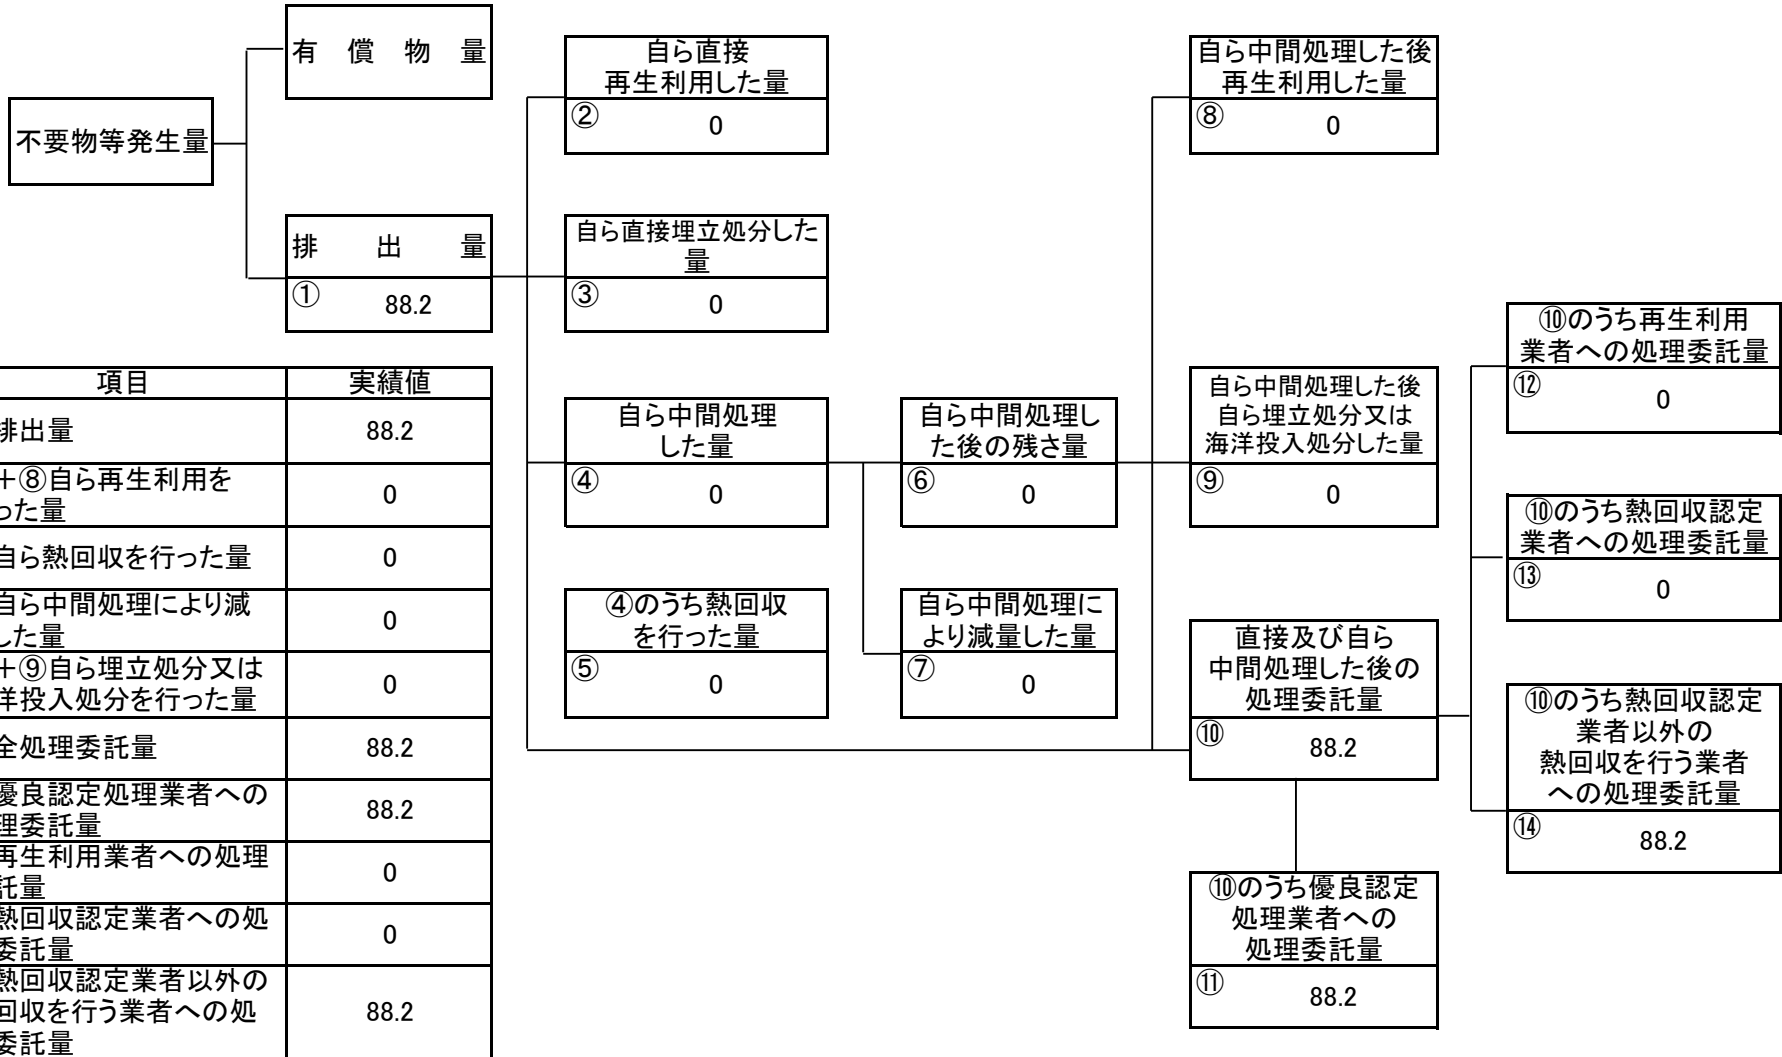 有 償 物 量
不要物等発生量
排 出 量
① 88.2
自ら直接
再生利用した量
② 0
自ら直接埋立処分した
量
③ 0
自ら中間処理
した量
④ 0
④のうち熱回収
を行った量
⑤ 0
自ら中間処理し
た後の残さ量
⑥ 0
自ら中間処理に
より減量した量
⑦ 0
自ら中間処理した後
再生利用した量
⑧ 0
自ら中間処理した後
自ら埋立処分又は
海洋投入処分した量
⑨ 0
直接及び自ら
中間処理した後の
処理委託量
⑩ 88.2
⑩のうち優良認定
処理業者への
処理委託量
⑪ 88.2
⑩のうち再生利用
業者への処理委託量
⑫ 0
⑩のうち熱回収認定
業者への処理委託量
⑬ 0
⑩のうち熱回収認定
業者以外の
熱回収を行う業者
への処理委託量
⑭ 88.2
項目 実績値
排出量 88.2
+⑧自ら再生利用を
った量 0
自ら熱回収を行った量 0
自ら中間処理により減
した量 0
+⑨自ら埋立処分又は
洋投入処分を行った量 0
全処理委託量 88.2
優良認定処理業者への
理委託量 88.2
再生利用業者への処理
託量 0
熱回収認定業者への処
委託量 0
熱回収認定業者以外の
回収を行う業者への処
委託量 88.2